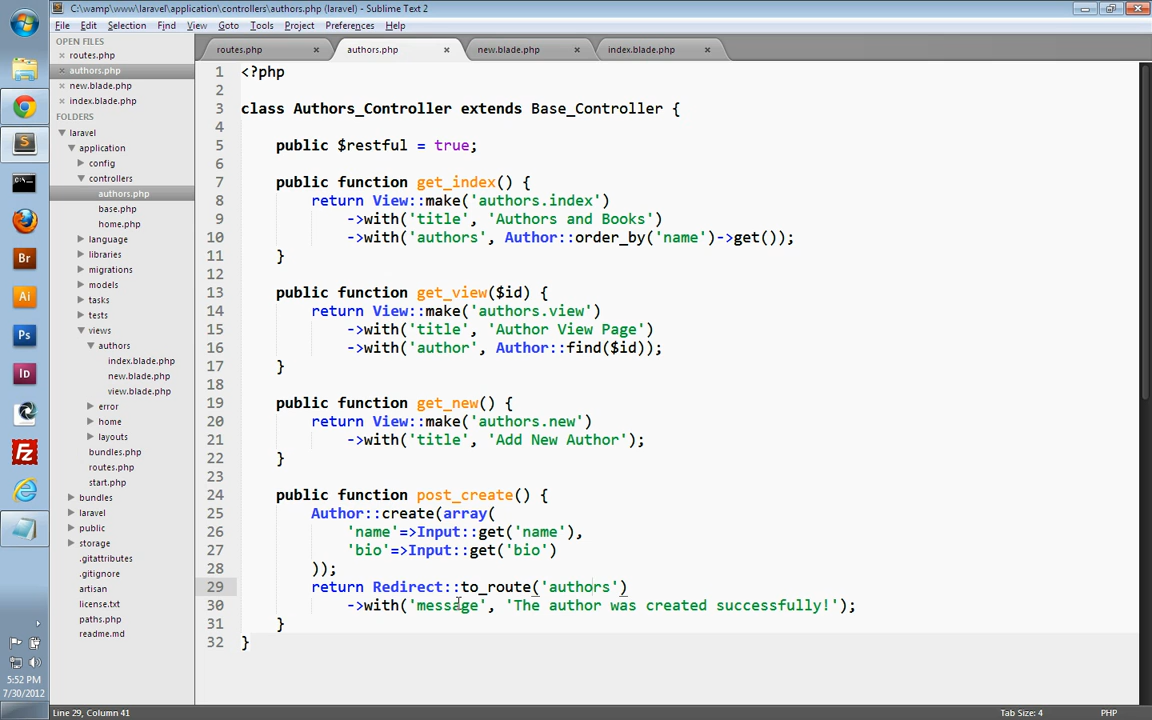 C:\wamp\www\laravel\application\controllers\authors.php (laravel) - Sublime Text 2
File Edit Selection Find View Goto Tools Project Preferences Help
OPEN FILES
× routes.php
× authors.php
× new.blade.php
× index.blade.php
FOLDERS
laravel
application
config
controllers
authors.php
base.php
home.php
language
libraries
migrations
models
tasks
tests
views
authors
index.blade.php
new.blade.php
view.blade.php
error
home
layouts
bundles.php
routes.php
start.php
bundles
laravel
public
storage
.gitattributes
.gitignore
artisan
license.txt
paths.php
readme.md
routes.php × authors.php × new.blade.php × index.blade.php ×
1 <?php
2
3 class Authors_Controller extends Base_Controller {
4
5     public $restful = true;
6
7     public function get_index() {
8         return View::make('authors.index')
9             ->with('title', 'Authors and Books')
10             ->with('authors', Author::order_by('name')->get());
11     }
12
13     public function get_view($id) {
14         return View::make('authors.view')
15             ->with('title', 'Author View Page')
16             ->with('author', Author::find($id));
17     }
18
19     public function get_new() {
20         return View::make('authors.new')
21             ->with('title', 'Add New Author');
22     }
23
24     public function post_create() {
25         Author::create(array(
26             'name'=>Input::get('name'),
27             'bio'=>Input::get('bio')
28         ));
29         return Redirect::to_route('authors')
30             ->with('message', 'The author was created successfully!');
31     }
32 }
Br
Ai
Ps
Id
Fz
5:52 PM
7/30/2012
Line 29, Column 41 Tab Size: 4 PHP